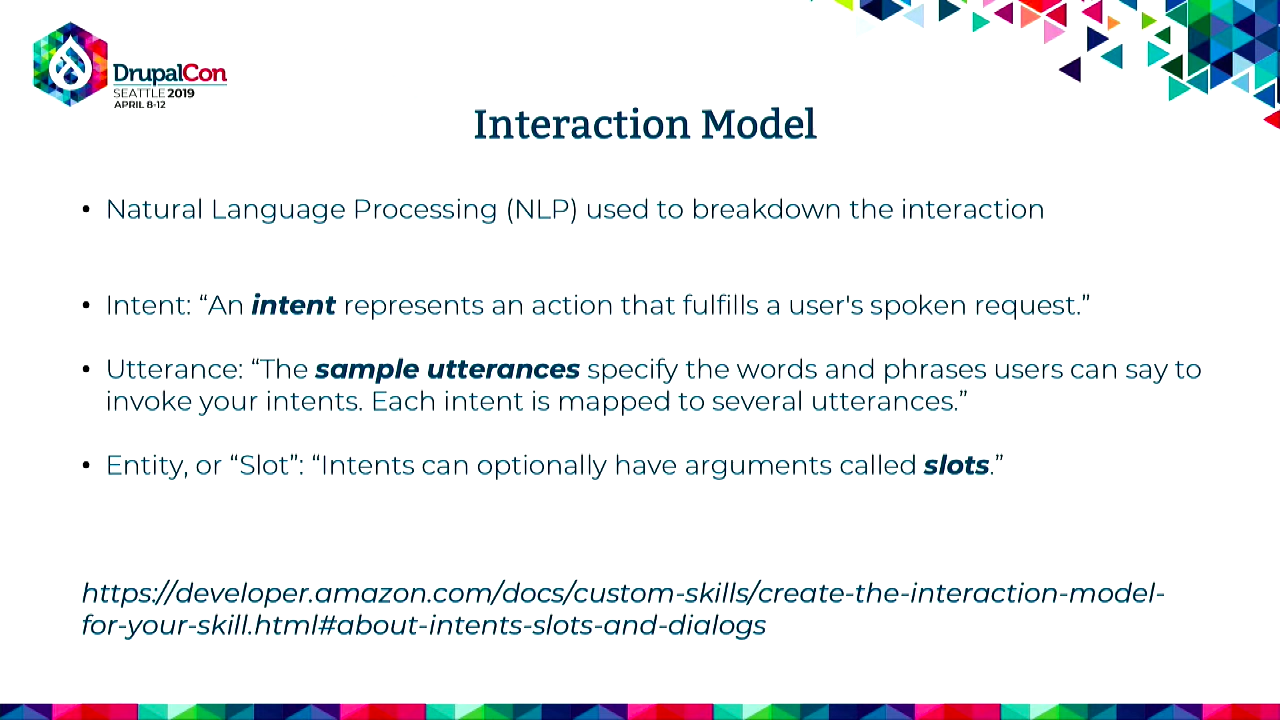 DrupalCon
SEATTLE 2019
APRIL 8-12
Interaction Model
• Natural Language Processing (NLP) used to breakdown the interaction
• Intent: “An intent represents an action that fulfills a user's spoken request.”
• Utterance: “The sample utterances specify the words and phrases users can say to
invoke your intents. Each intent is mapped to several utterances.”
• Entity, or “Slot”: “Intents can optionally have arguments called slots.”
https://developer.amazon.com/docs/custom-skills/create-the-interaction-model-
for-your-skill.html#about-intents-slots-and-dialogs